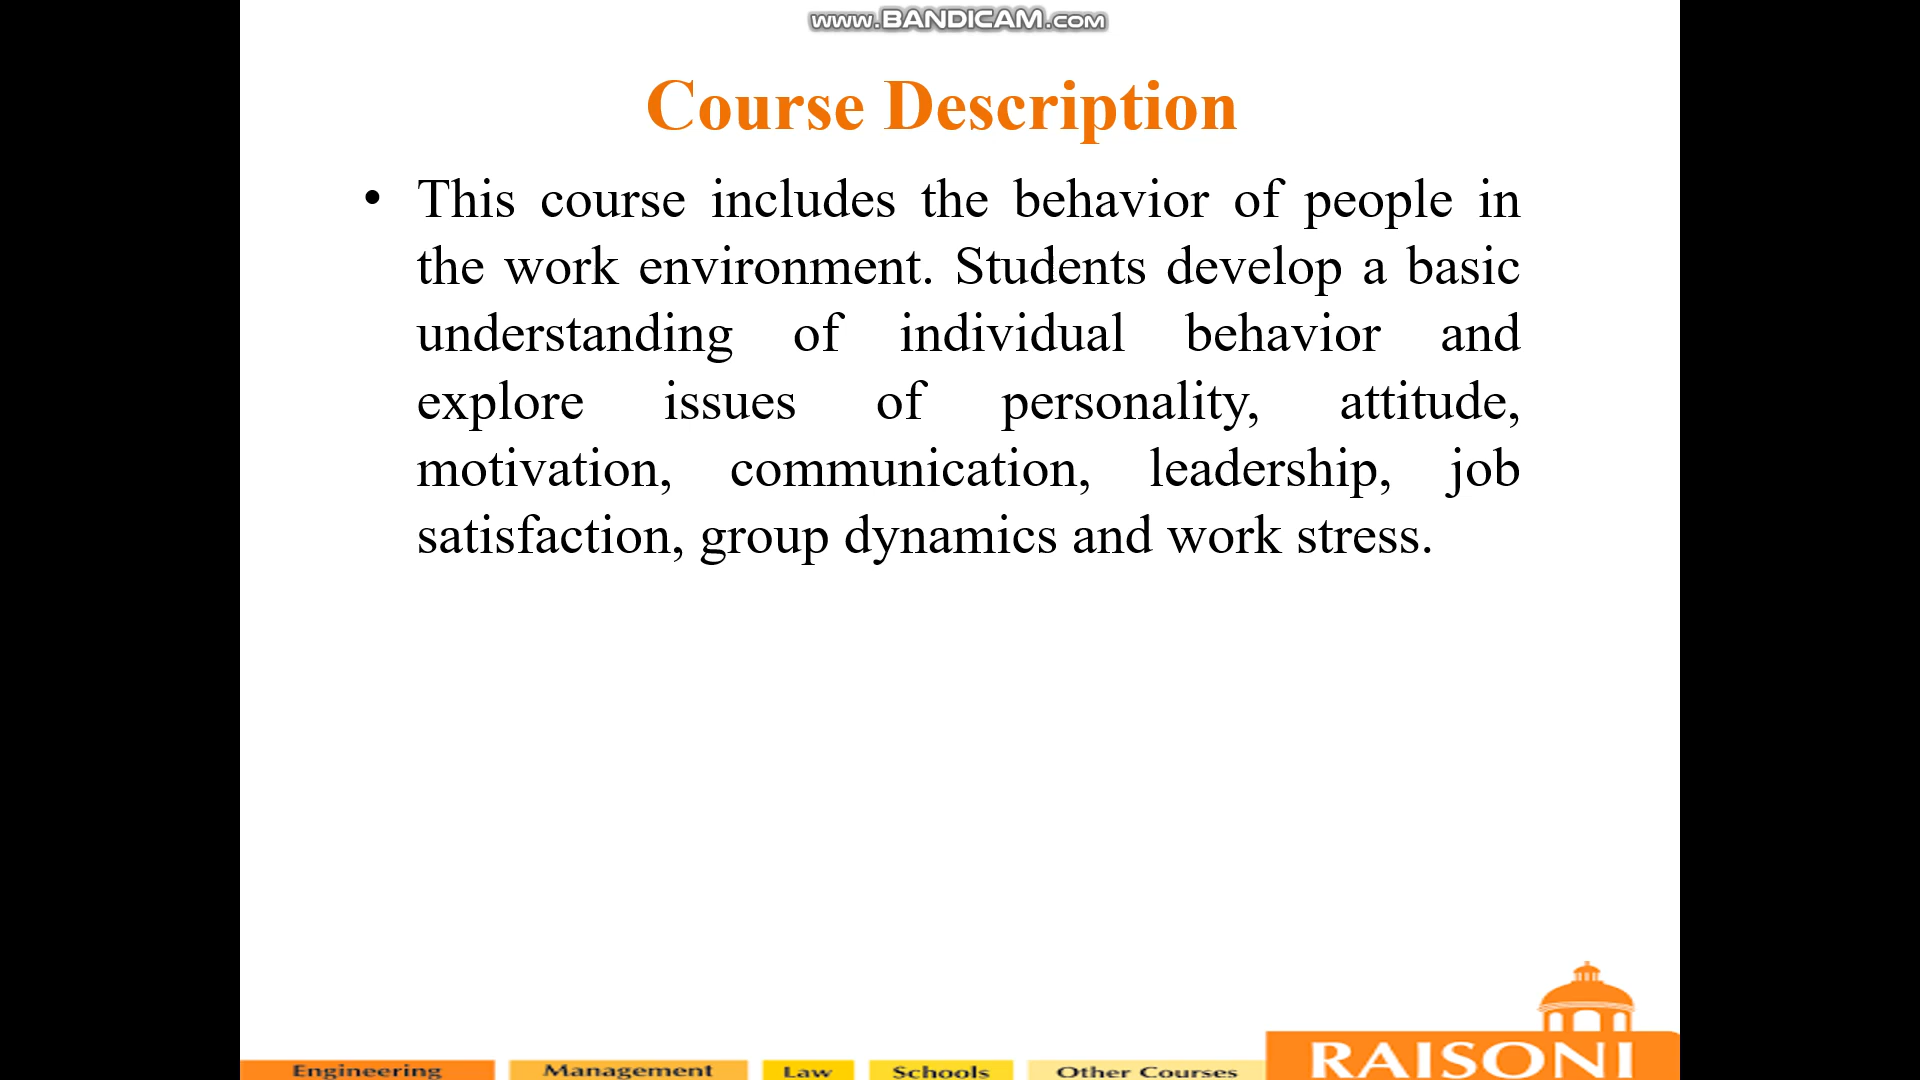 www.BANDICAM.com
Course Description
• This course includes the behavior of people in
the work environment. Students develop a basic
understanding of individual behavior and
explore issues of personality, attitude,
motivation, communication, leadership, job
satisfaction, group dynamics and work stress.
Engineering Management Law Schools Other Courses RAISONI